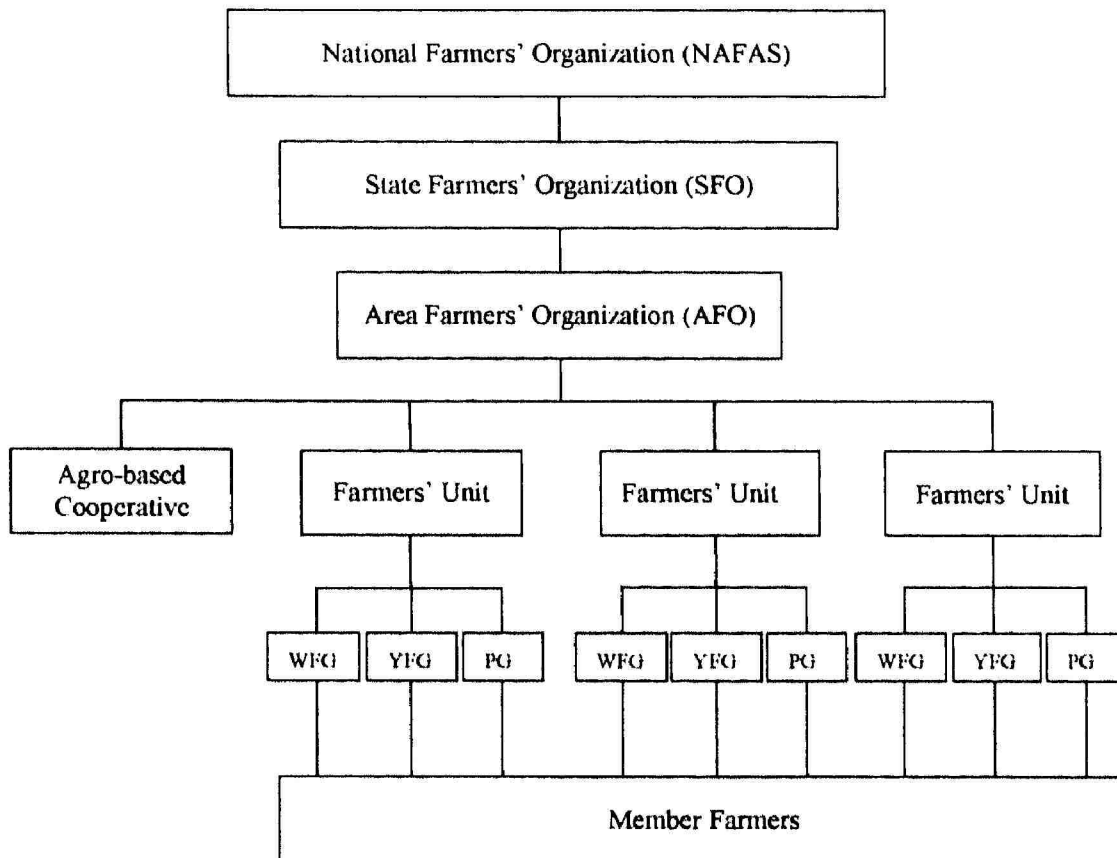 National Farmers' Organization (NAFAS)
State Farmers' Organization (SFO)
Area Farmers' Organization (AFO)
Agro-based
Cooperative
Farmers' Unit
Farmers' Unit
Farmers' Unit
WFG
YFG
PG
WFG
YFG
PG
WFG
YFG
PG
Member Farmers